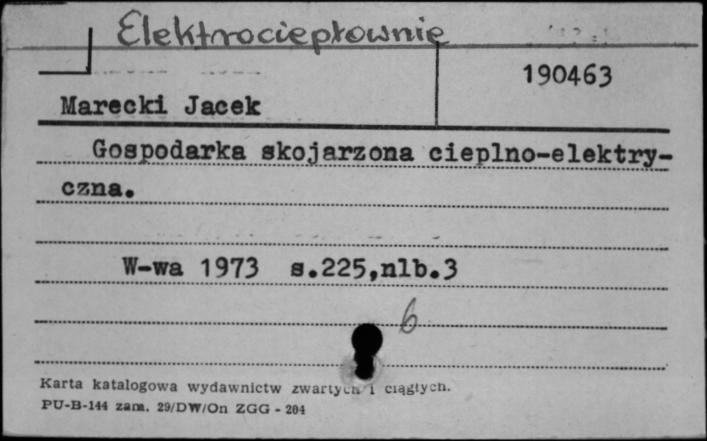 Elektrociepłownie
190463
Marecki Jacek
Gospodarka skojarzona cieplno-elektry-
czna.
W-wa 1973 s.225,nlb.3
6
Karta katalogowa wydawnictw zwartych i ciągłych.
PU-B-144 zam. 29/DW/On ZGG - 204